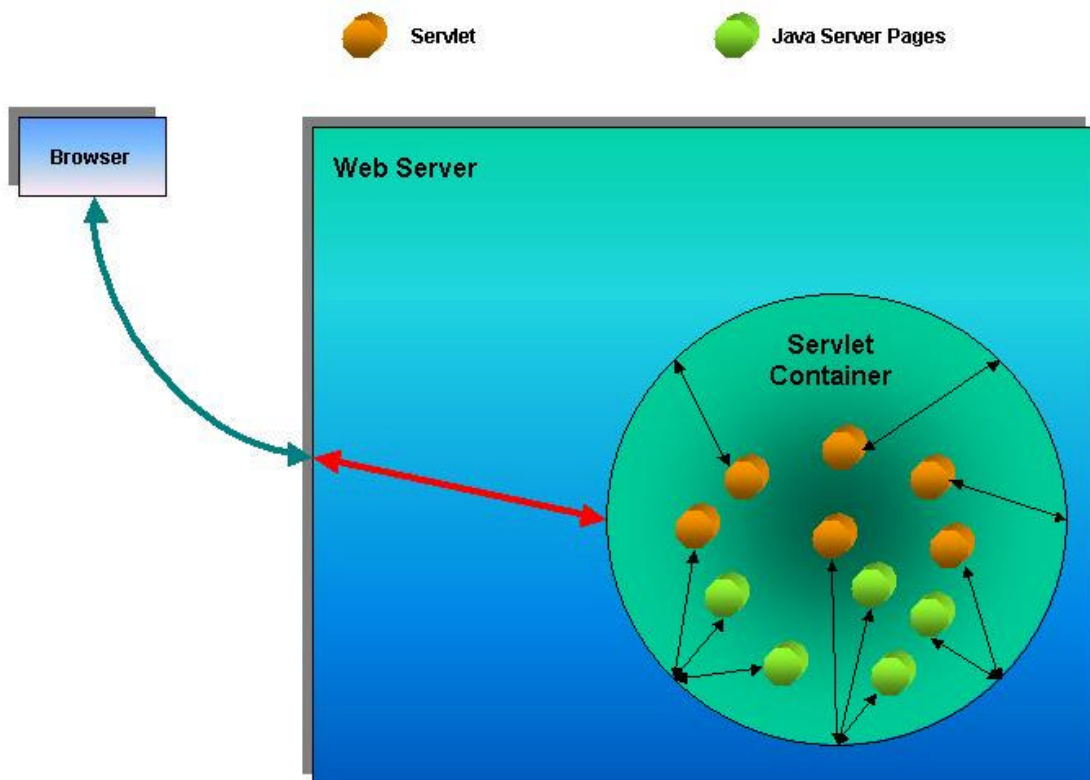 Servlet
Java Server Pages
Browser
Web Server
Servlet
Container